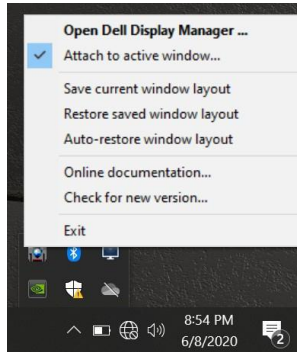 Open Dell Display Manager ...
Attach to active window...
Save current window layout
Restore saved window layout
Auto-restore window layout
Online documentation...
Check for new version...
Exit
8:54 PM
6/8/2020
2